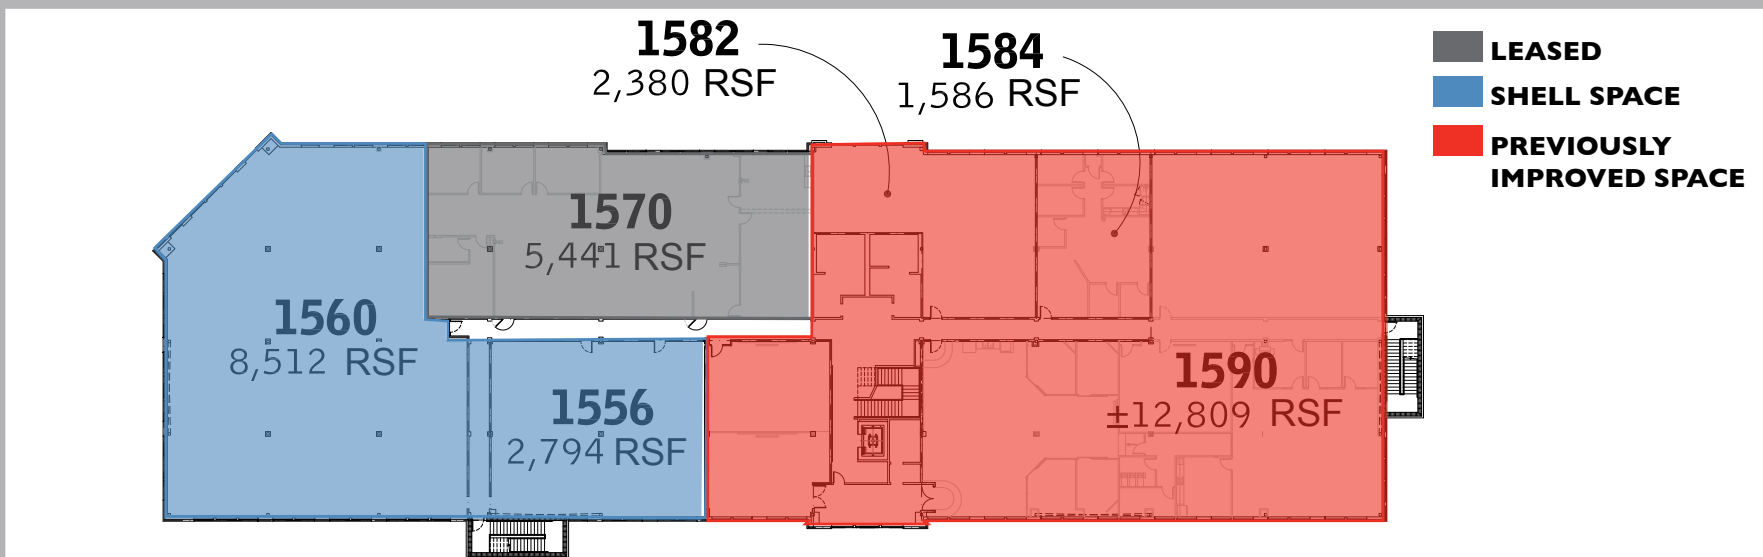 1582
2,380 RSF
1584
1,586 RSF
LEASED
SHELL SPACE
PREVIOUSLY
IMPROVED SPACE
1570
5,441 RSF
1560
8,512 RSF
1556
2,794 RSF
1590
±12,809 RSF